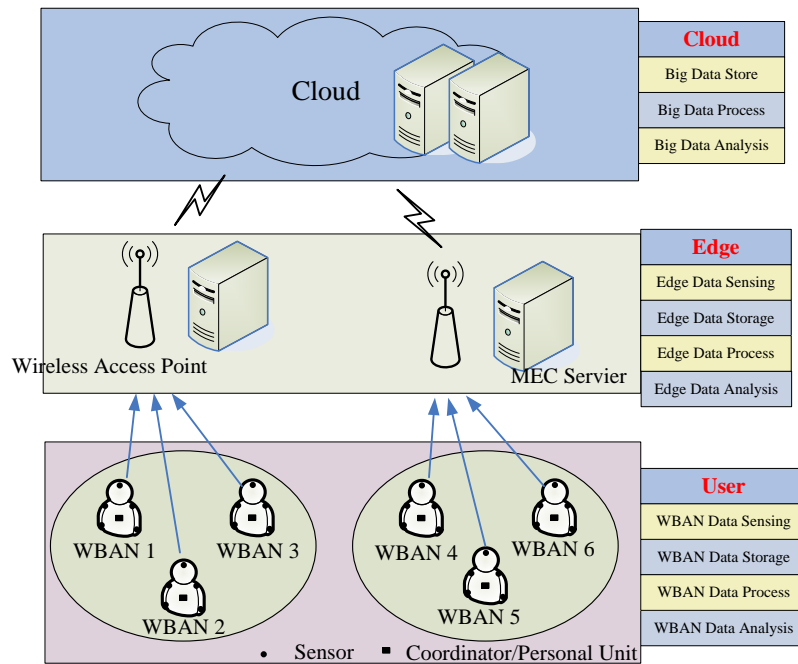 Cloud
Cloud
Big Data Store
Big Data Process
Big Data Analysis
Wireless Access Point
MEC Servier
Edge
Edge Data Sensing
Edge Data Storage
Edge Data Process
Edge Data Analysis
WBAN 1
WBAN 3
WBAN 2
WBAN 4
WBAN 6
WBAN 5
Sensor
Coordinator/Personal Unit
User
WBAN Data Sensing
WBAN Data Storage
WBAN Data Process
WBAN Data Analysis